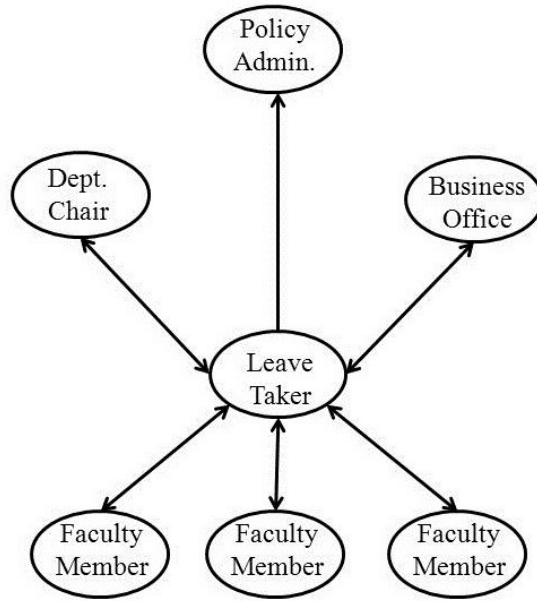 Policy
Admin.
Dept.
Chair
Business
Office
Leave
Taker
Faculty
Member
Faculty
Member
Faculty
Member